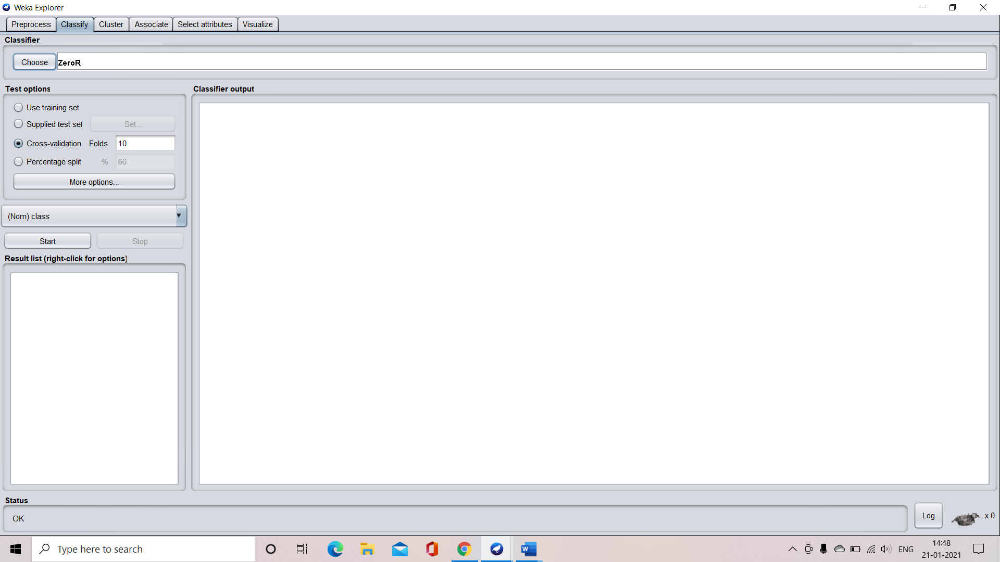 Weka Explorer
Preprocess Classify Cluster Associate Select attributes Visualize
Classifier
Choose ZeroR
Test options
Use training set
Supplied test set Set...
Cross-validation Folds 10
Percentage split % 66
More options...
(Nom) class
Start Stop
Result list (right-click for options)
Classifier output
Status
OK
Log x 0
Type here to search
ENG
14:48
21-01-2021